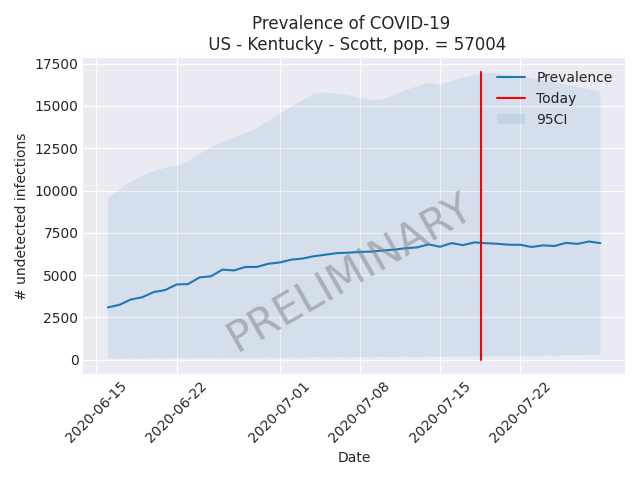 Prevalence of COVID-19
US - Kentucky - Scott, pop. = 57004
17500
15000
12500
10000
7500
5000
2500
0
# undetected infections
Prevalence
Today
95CI
PRELIMINARY
2020-06-15
2020-06-22
2020-07-01
2020-07-08
2020-07-15
2020-07-22
Date